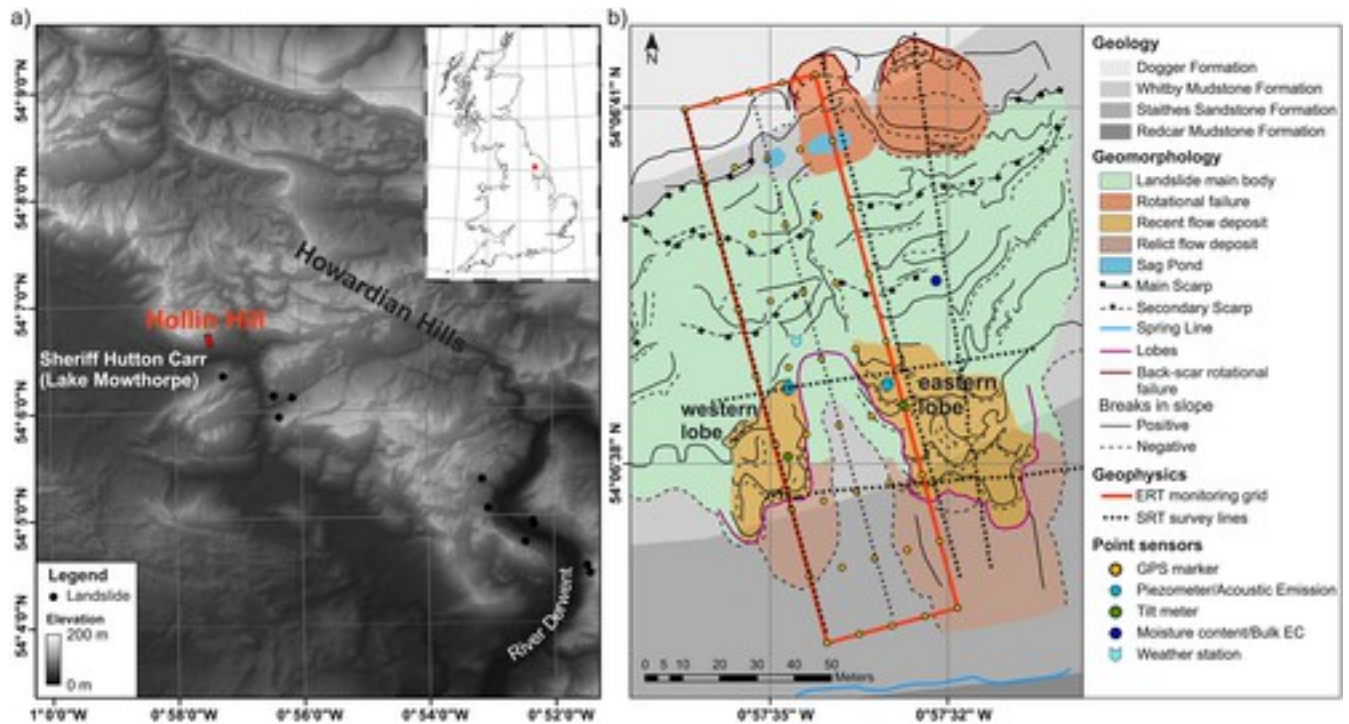 a)
54°9'0"N
54°8'0"N
54°7'0"N
54°6'0"N
54°5'0"N
54°4'0"N
Howardian Hills
Hollin Hill
Sheriff Hutton Carr
(Lake Mowthorpe)
River Derwent
Legend
Landslide
Elevation
200 m
0 m
1°0'0"W
0°58'0"W
0°56'0"W
0°54'0"W
0°52'0"W
b)
N
54°06'41" N
54°06'38" N
western
lobe
eastern
lobe
0 5 10 20 30 40 50
Meters
0°57'35"W
0°57'32"W
Geology
Dogger Formation
Whitby Mudstone Formation
Staithes Sandstone Formation
Redcar Mudstone Formation
Geomorphology
Landslide main body
Rotational failure
Recent flow deposit
Relict flow deposit
Sag Pond
Main Scarp
Secondary Scarp
Spring Line
Lobes
Back-scar rotational
failure
Breaks in slope
Positive
Negative
Geophysics
ERT monitoring grid
SRT survey lines
Point sensors
GPS marker
Piezometer/Acoustic Emission
Tilt meter
Moisture content/Bulk EC
Weather station